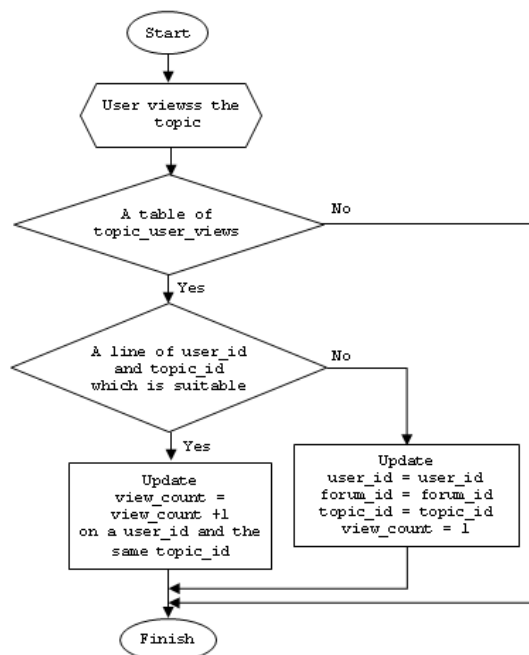 Start
User viewss the
topic
A table of
topic_user_views
No
Yes
A line of user_id
and topic_id
which is suitable
No
Yes
Update
view_count =
view_count +1
on a user_id and the
same topic_id
Update
user_id = user_id
forum_id = forum_id
topic_id = topic_id
view_count = 1
Finish